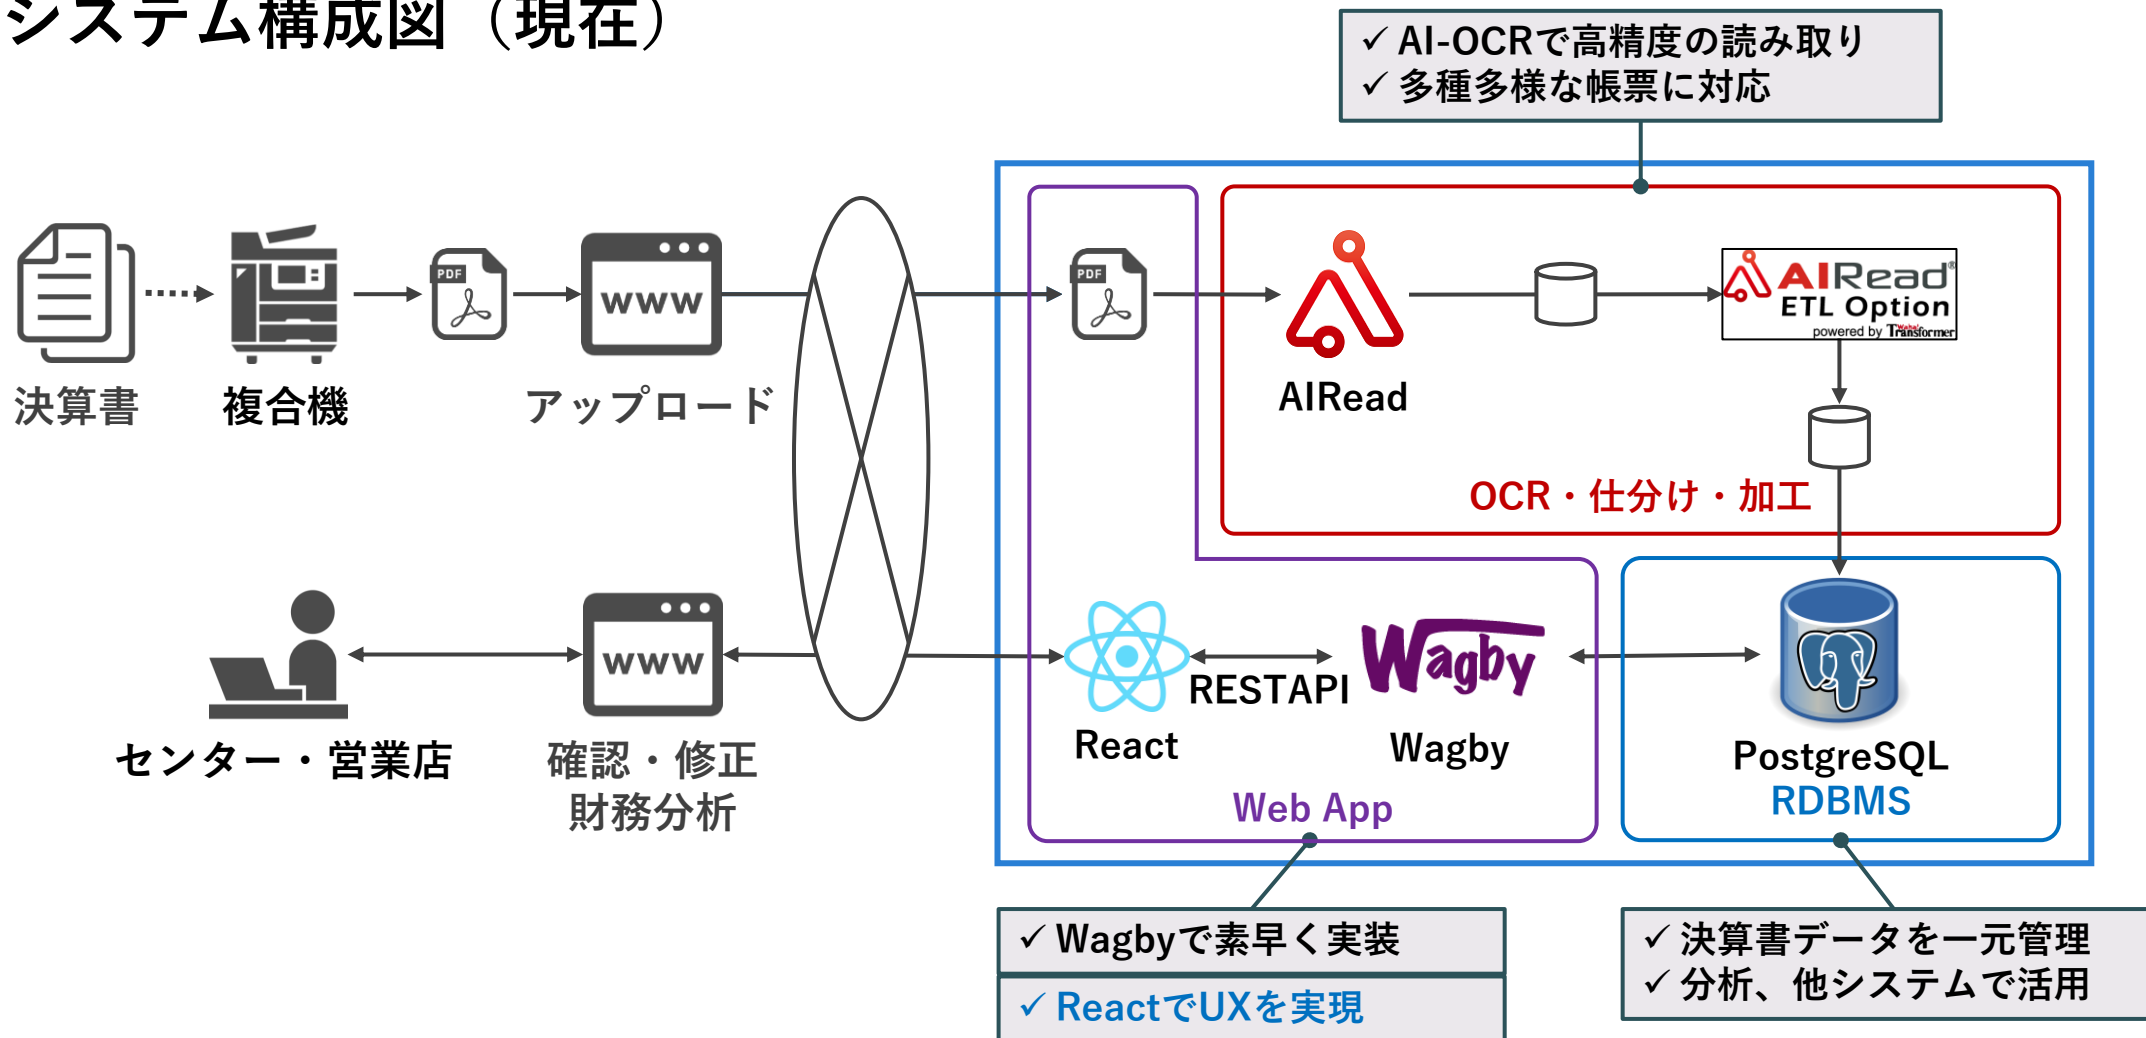 システム構成図（現在）
✓ AI-OCRで高精度の読み取り
✓ 多種多様な帳票に対応
PDF
WWW
PDF
AIRead®
ETL Option
powered by Waha! Transformer
決算書
複合機
アップロード
AIRead
OCR・仕分け・加工
WWW
Wagby
RESTAPI
センター・営業店
確認・修正
財務分析
React
Wagby
PostgreSQL
RDBMS
Web App
✓ Wagbyで素早く実装
✓ ReactでUXを実現
✓ 決算書データを一元管理
✓ 分析、他システムで活用